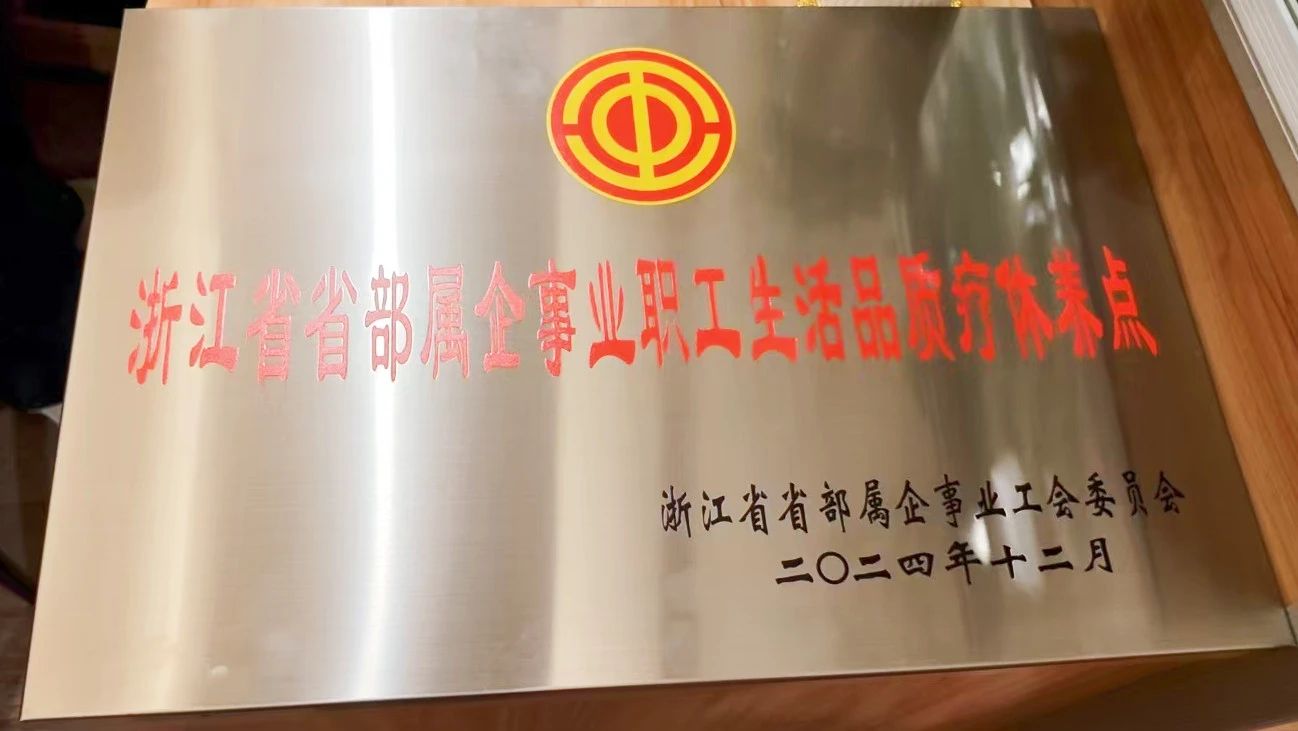 浙江省省部属企事业职工生活品质疗休养点
浙江省省部属企事业工会委员会
二〇二四年十二月